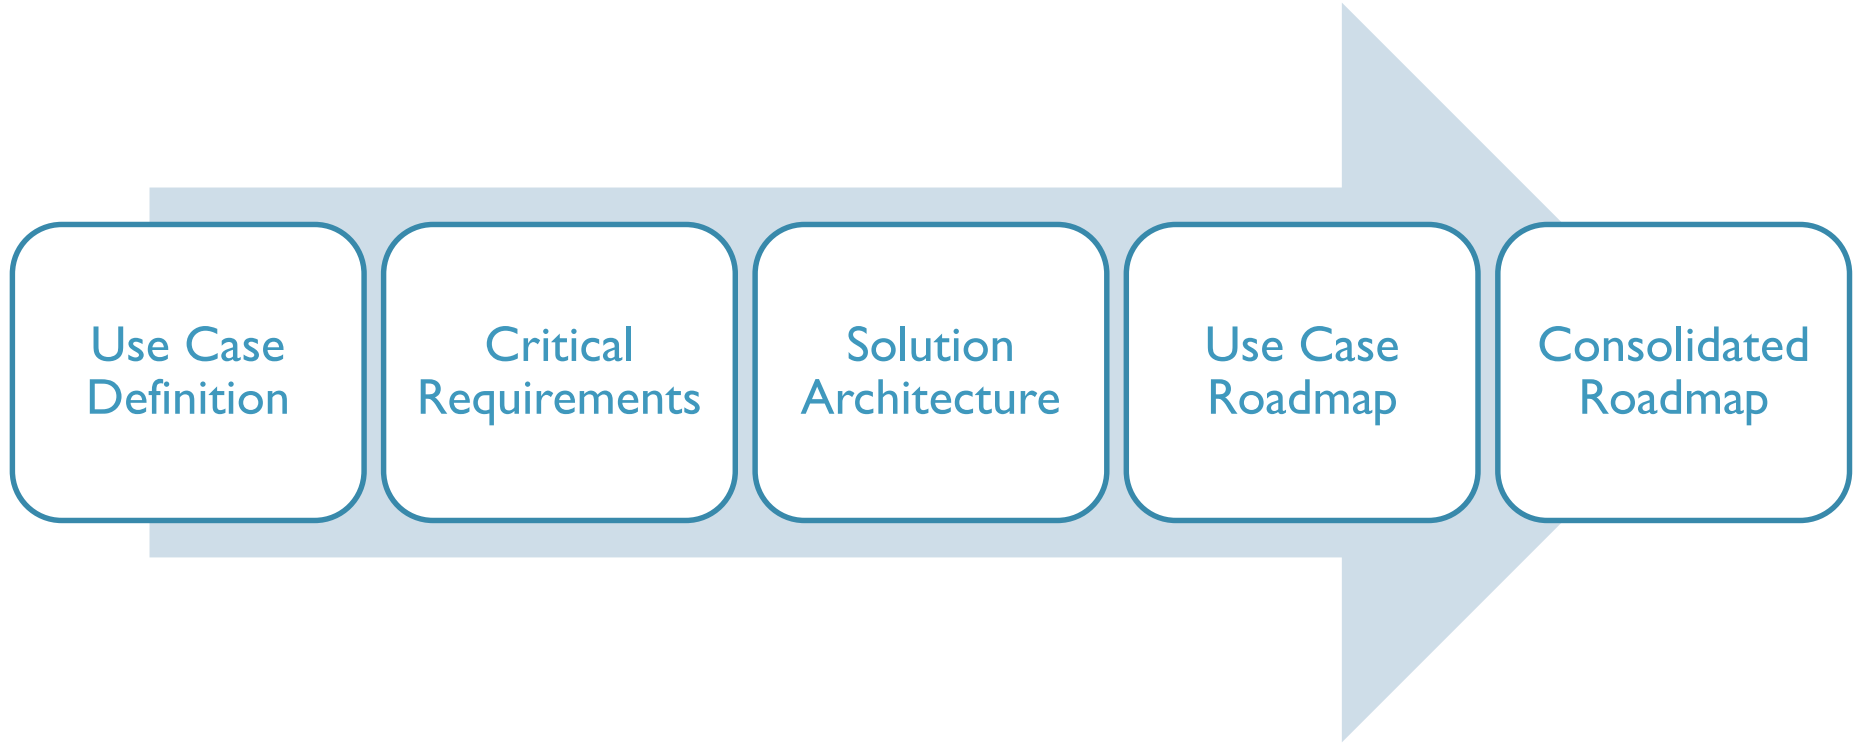 Use Case
Definition
Critical
Requirements
Solution
Architecture
Use Case
Roadmap
Consolidated
Roadmap